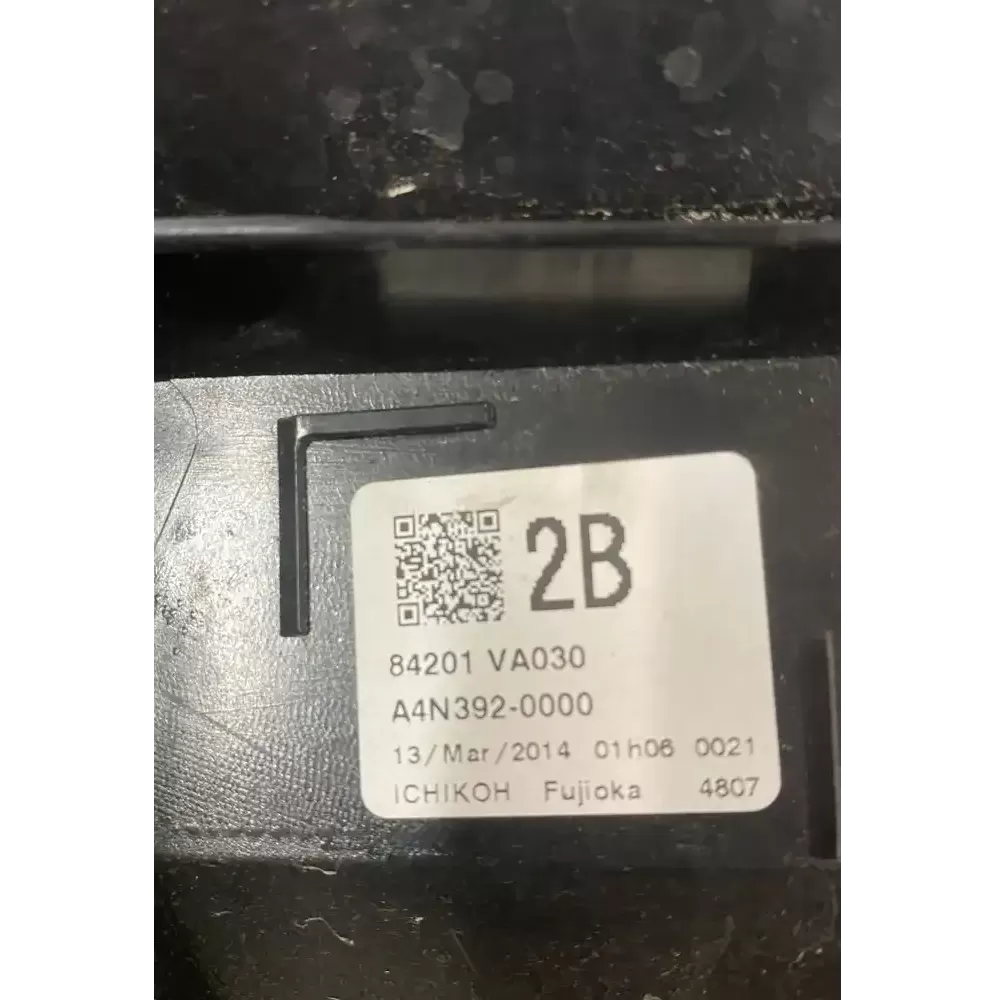 2B
84201 VA030
A4N392-0000
13/Mar/2014 01h06 0021
ICHIKOH Fujioka 4807